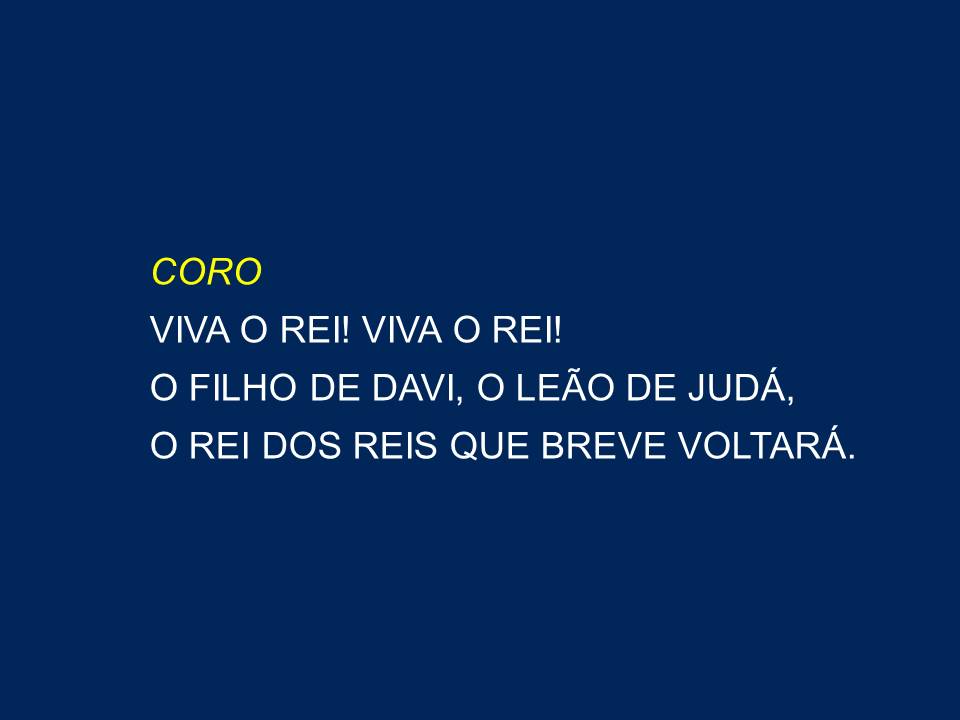 CORO
VIVA O REI! VIVA O REI!
O FILHO DE DAVI, O LEÃO DE JUDÁ,
O REI DOS REIS QUE BREVE VOLTARÁ.